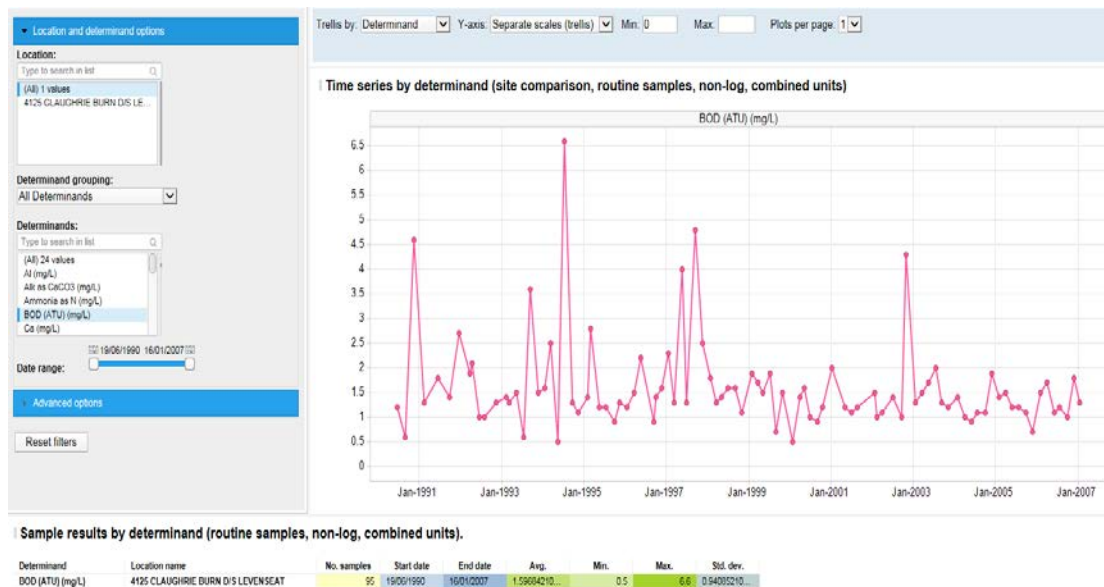 Location and determinand options
Location:
Type to search in list
(All) 1 values
4125 CLAUGHRIE BURN D/S LE...
Determinand grouping:
All Determinands
Determinands:
Type to search in list
(All) 24 values
Al (mg/L)
Alk as CaCO3 (mg/L)
Ammonia as N (mg/L)
BOD (ATU) (mg/L)
Ca (mg/L)
19/06/1990 16/01/2007
Date range:
Advanced options
Reset filters
Trellis by: Determinand Y-axis: Separate scales (trellis) Min: 0 Max: Plots per page: 1
Time series by determinand (site comparison, routine samples, non-log, combined units)
BOD (ATU) (mg/L)
6.5
6
5.5
5
4.5
4
3.5
3
2.5
2
1.5
1
0.5
0
Jan-1991 Jan-1993 Jan-1995 Jan-1997 Jan-1999 Jan-2001 Jan-2003 Jan-2005 Jan-2007
Sample results by determinand (routine samples, non-log, combined units).
Determinand Location name No. samples Start date End date Avg. Min. Max. Std. dev.
BOD (ATU) (mg/L) 4125 CLAUGHRIE BURN D/S LEVENSEAT 95 19/06/1990 16/01/2007 1.59684210... 0.5 6.6 0.94085210...